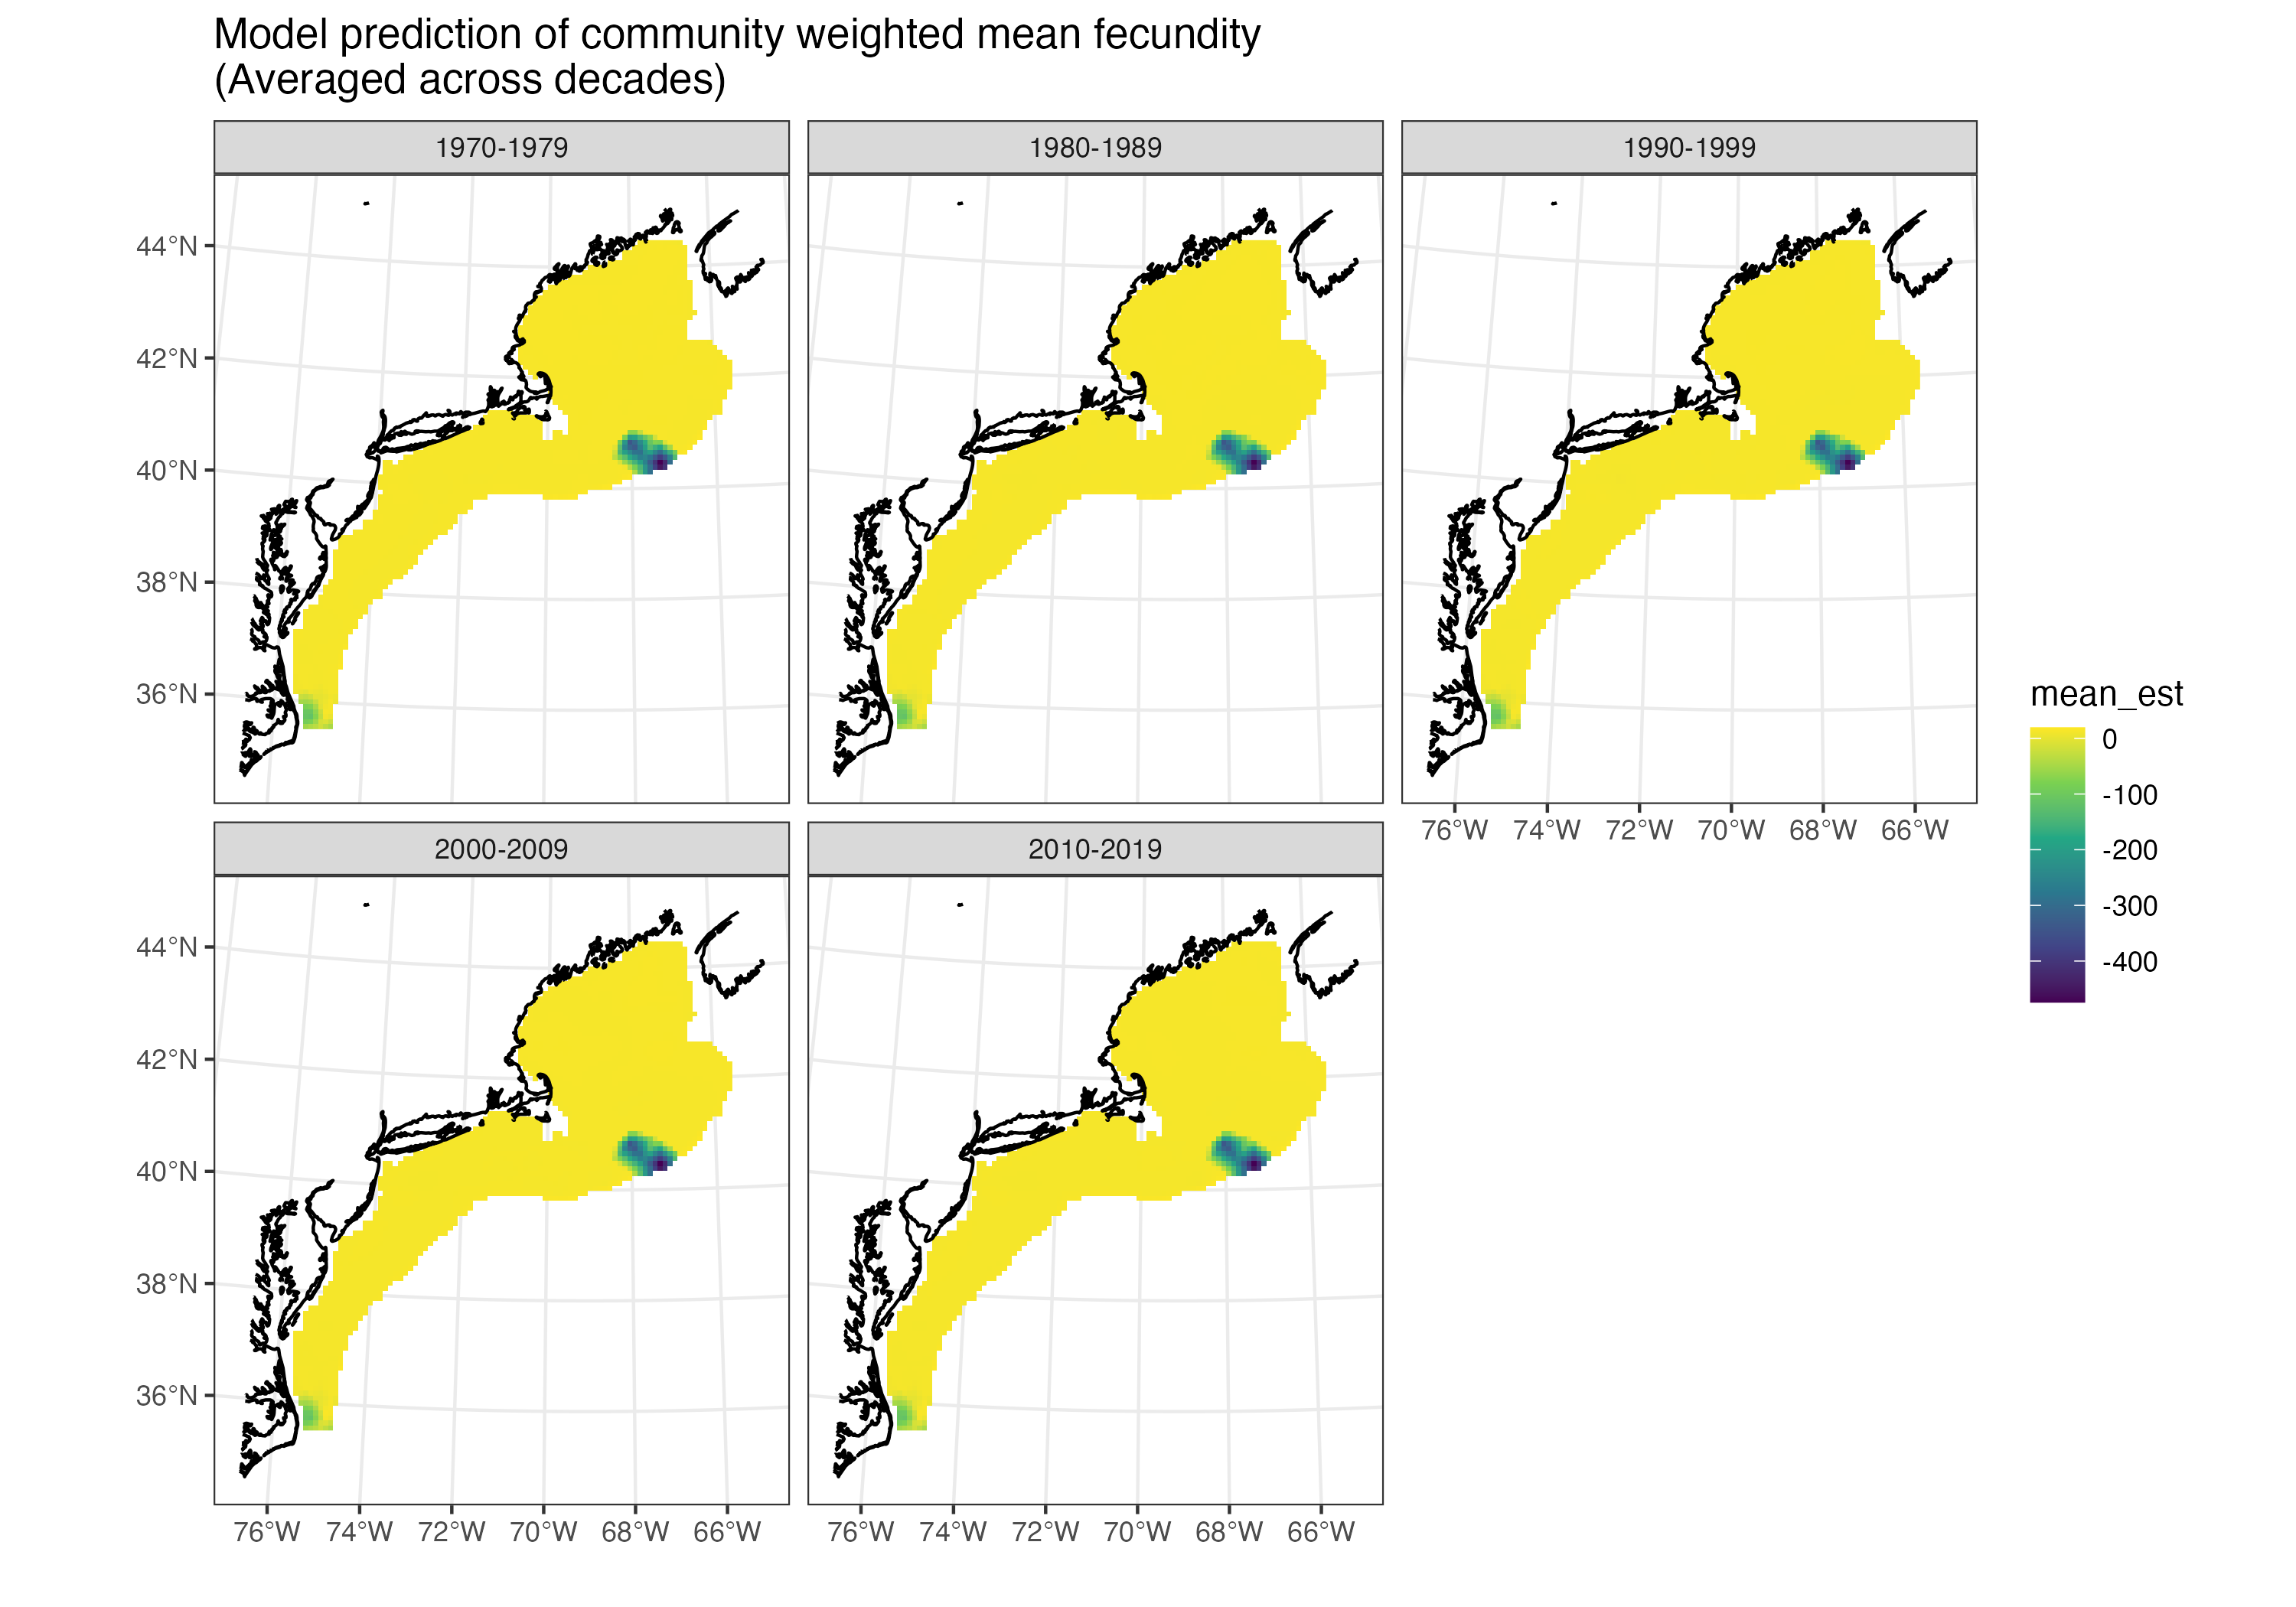 Model prediction of community weighted mean fecundity
(Averaged across decades)
1970-1979
1980-1989
1990-1999
44°N
42°N
40°N
38°N
36°N
76°W 74°W 72°W 70°W 68°W 66°W
2000-2009
2010-2019
44°N
42°N
40°N
38°N
36°N
76°W 74°W 72°W 70°W 68°W 66°W
76°W 74°W 72°W 70°W 68°W 66°W
mean_est
0
-100
-200
-300
-400